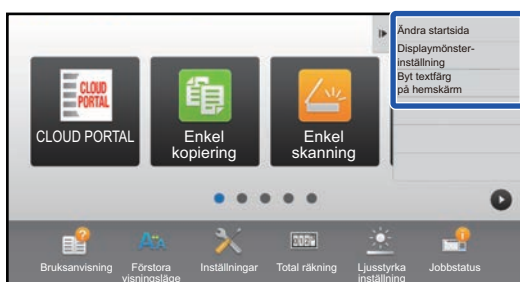 Ändra startsida
Displaymönster-
inställning
Byt textfärg
på hemskärm
CLOUD
PORTAL
CLOUD PORTAL
Enkel
kopiering
Enkel
skanning
Bruksanvisning
Förstora
visningsläge
Inställningar
Total räkning
Ljusstyrka
inställning
Jobbstatus